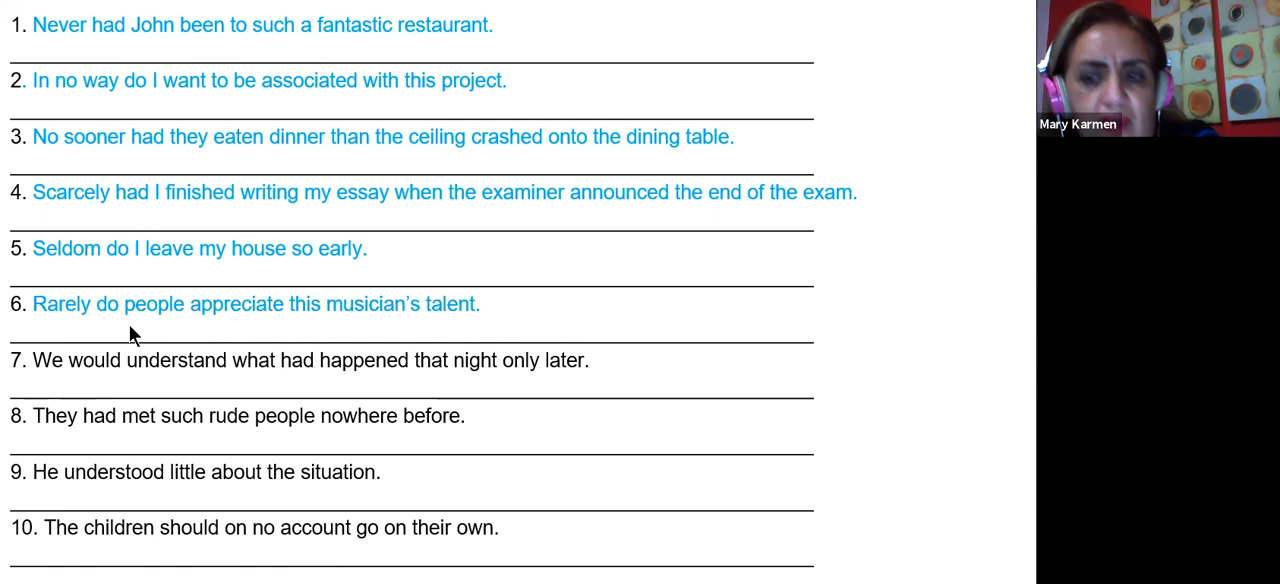 1. Never had John been to such a fantastic restaurant.
2. In no way do I want to be associated with this project.
3. No sooner had they eaten dinner than the ceiling crashed onto the dining table.
4. Scarcely had I finished writing my essay when the examiner announced the end of the exam.
5. Seldom do I leave my house so early.
6. Rarely do people appreciate this musician’s talent.
7. We would understand what had happened that night only later.
8. They had met such rude people nowhere before.
9. He understood little about the situation.
10. The children should on no account go on their own.
Mary Karmen